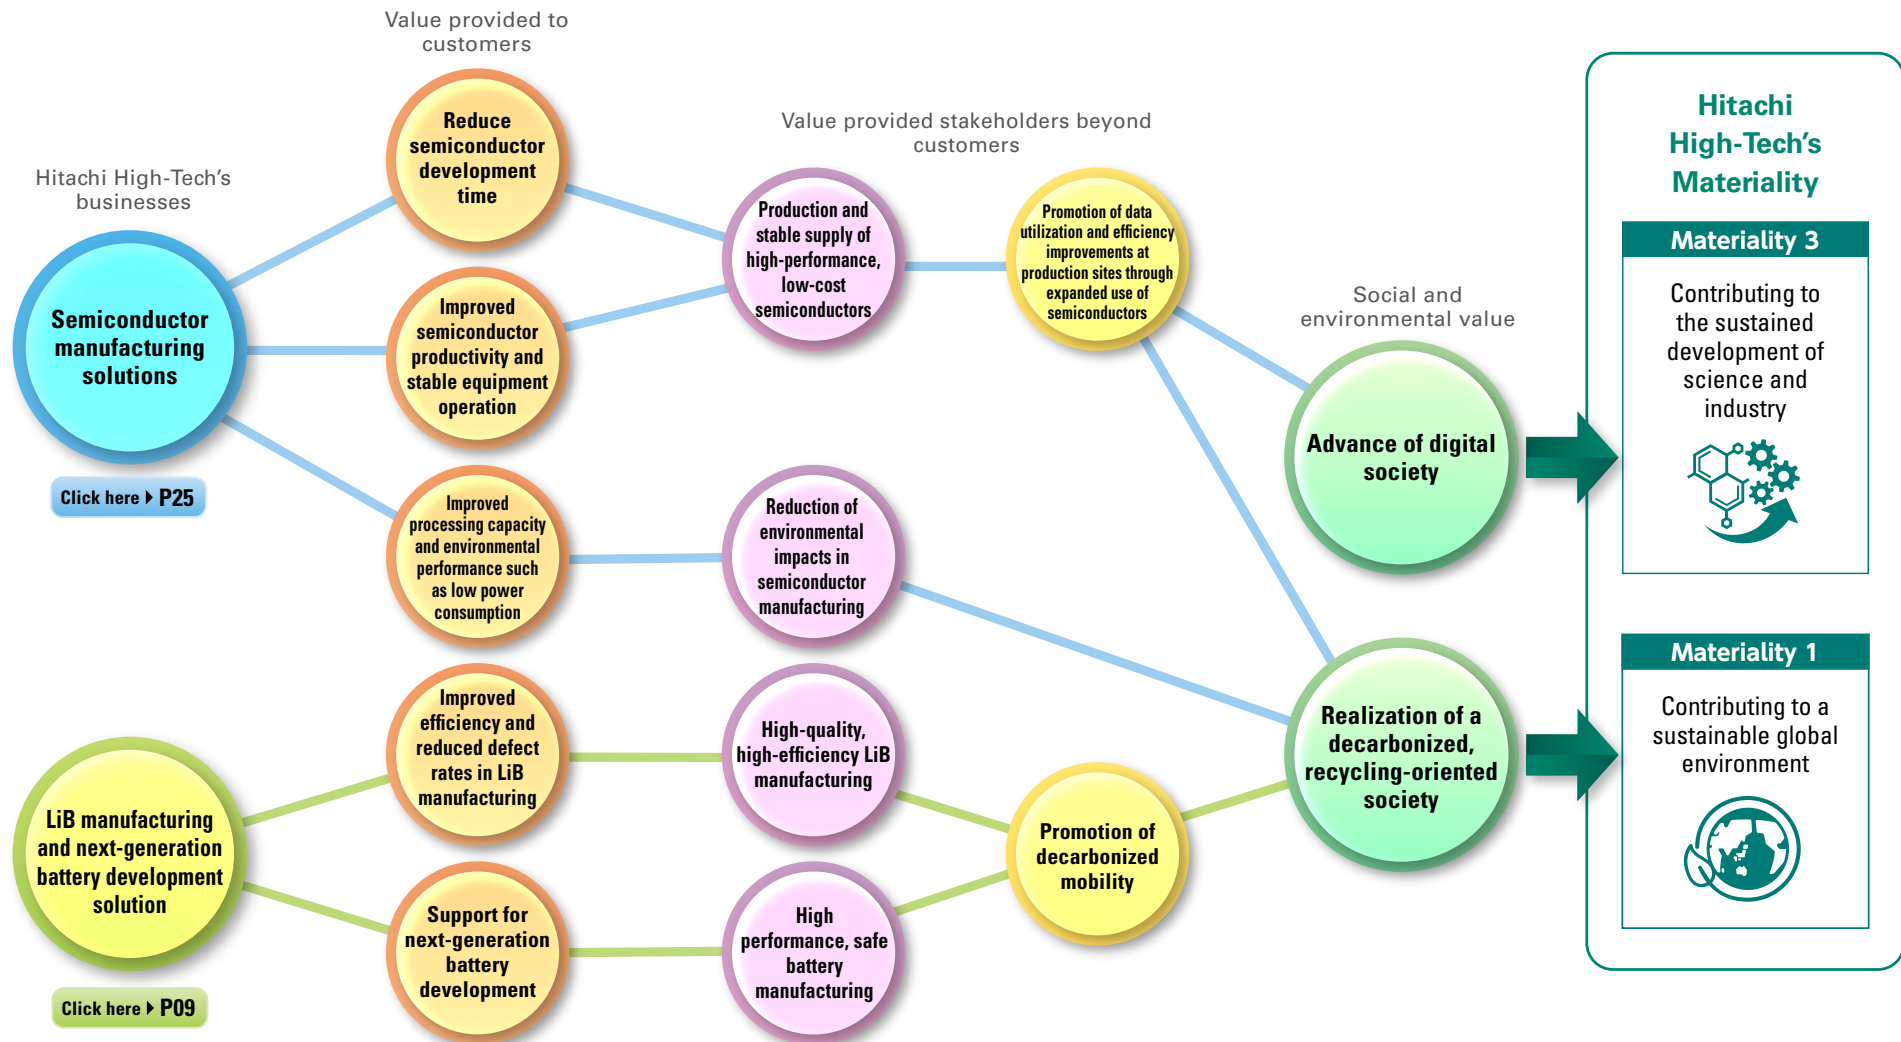 Value provided to
customers
Hitachi High-Tech's
businesses
Value provided stakeholders beyond
customers
Social and
environmental value
Semiconductor
manufacturing
solutions
Click here ▶ P25
Reduce
semiconductor
development
time
Improved
semiconductor
productivity and
stable equipment
operation
Improved
processing capacity
and environmental
performance such
as low power
consumption
Production and
stable supply of
high-performance,
low-cost
semiconductors
Reduction of
environmental
impacts in
semiconductor
manufacturing
Promotion of data
utilization and efficiency
improvements at
production sites through
expanded use of
semiconductors
Advance of digital
society
LiB manufacturing
and next-generation
battery development
solution
Click here ▶ P09
Improved
efficiency and
reduced defect
rates in LiB
manufacturing
Support for
next-generation
battery
development
High-quality,
high-efficiency LiB
manufacturing
High
performance, safe
battery
manufacturing
Promotion of
decarbonized
mobility
Realization of a
decarbonized,
recycling-oriented
society
Hitachi
High-Tech's
Materiality
Materiality 3
Contributing to
the sustained
development of
science and
industry
Materiality 1
Contributing to a
sustainable global
environment